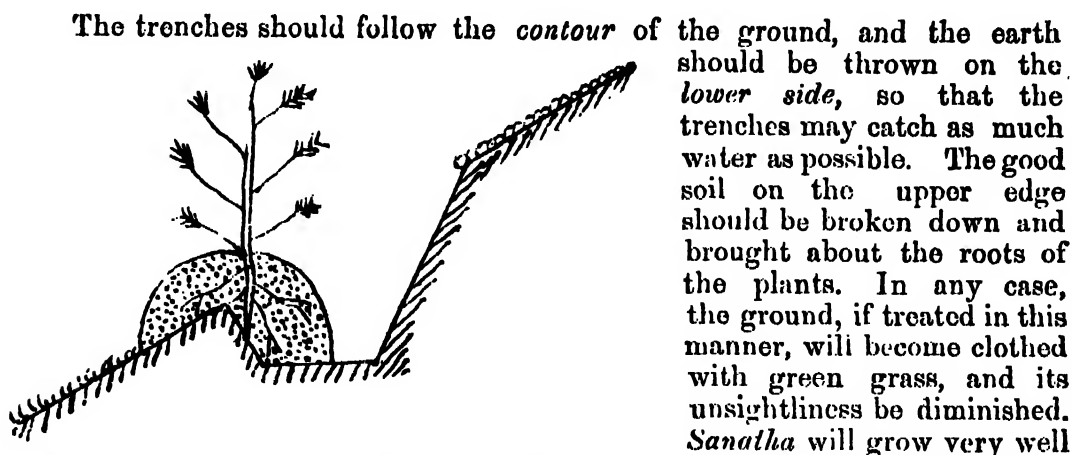 The trenches should follow the contour of the ground, and the earth
should be thrown on the
lower side, so that the
trenches may catch as much
water as possible. The good
soil on the upper edge
should be broken down and
brought about the roots of
the plants. In any case,
the ground, if treated in this
manner, will become clothed
with green grass, and its
unsightliness be diminished.
Sanatha will grow very well